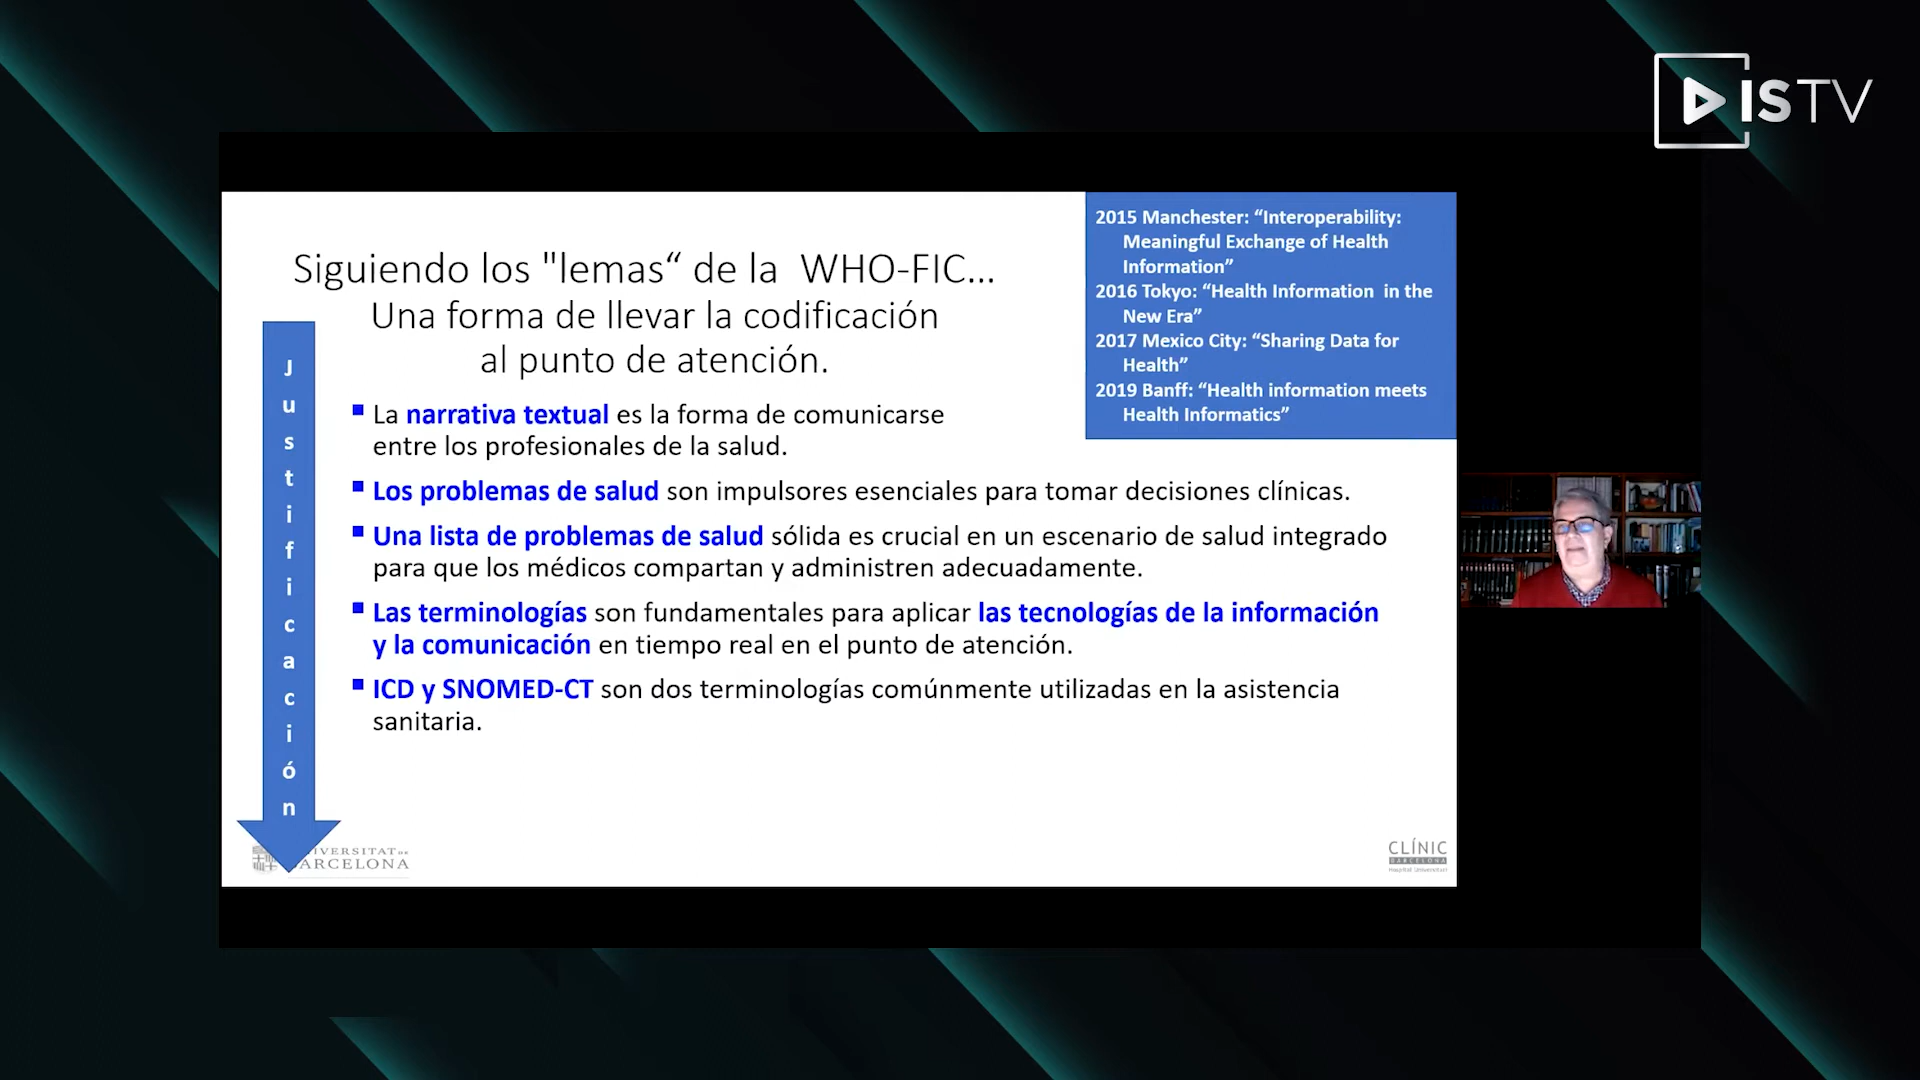 ISTV
Siguiendo los "lemas“ de la WHO-FIC...
Una forma de llevar la codificación
al punto de atención.
2015 Manchester: “Interoperability:
Meaningful Exchange of Health
Information”
2016 Tokyo: “Health Information in the
New Era”
2017 Mexico City: “Sharing Data for
Health”
2019 Banff: “Health information meets
Health Informatics”
Justificación
La narrativa textual es la forma de comunicarse
entre los profesionales de la salud.
Los problemas de salud son impulsores esenciales para tomar decisiones clínicas.
Una lista de problemas de salud sólida es crucial en un escenario de salud integrado
para que los médicos compartan y administren adecuadamente.
Las terminologías son fundamentales para aplicar las tecnologías de la información
y la comunicación en tiempo real en el punto de atención.
ICD y SNOMED-CT son dos terminologías comúnmente utilizadas en la asistencia
sanitaria.
CLÍNIC
BARCELONA
Hospital Universitari